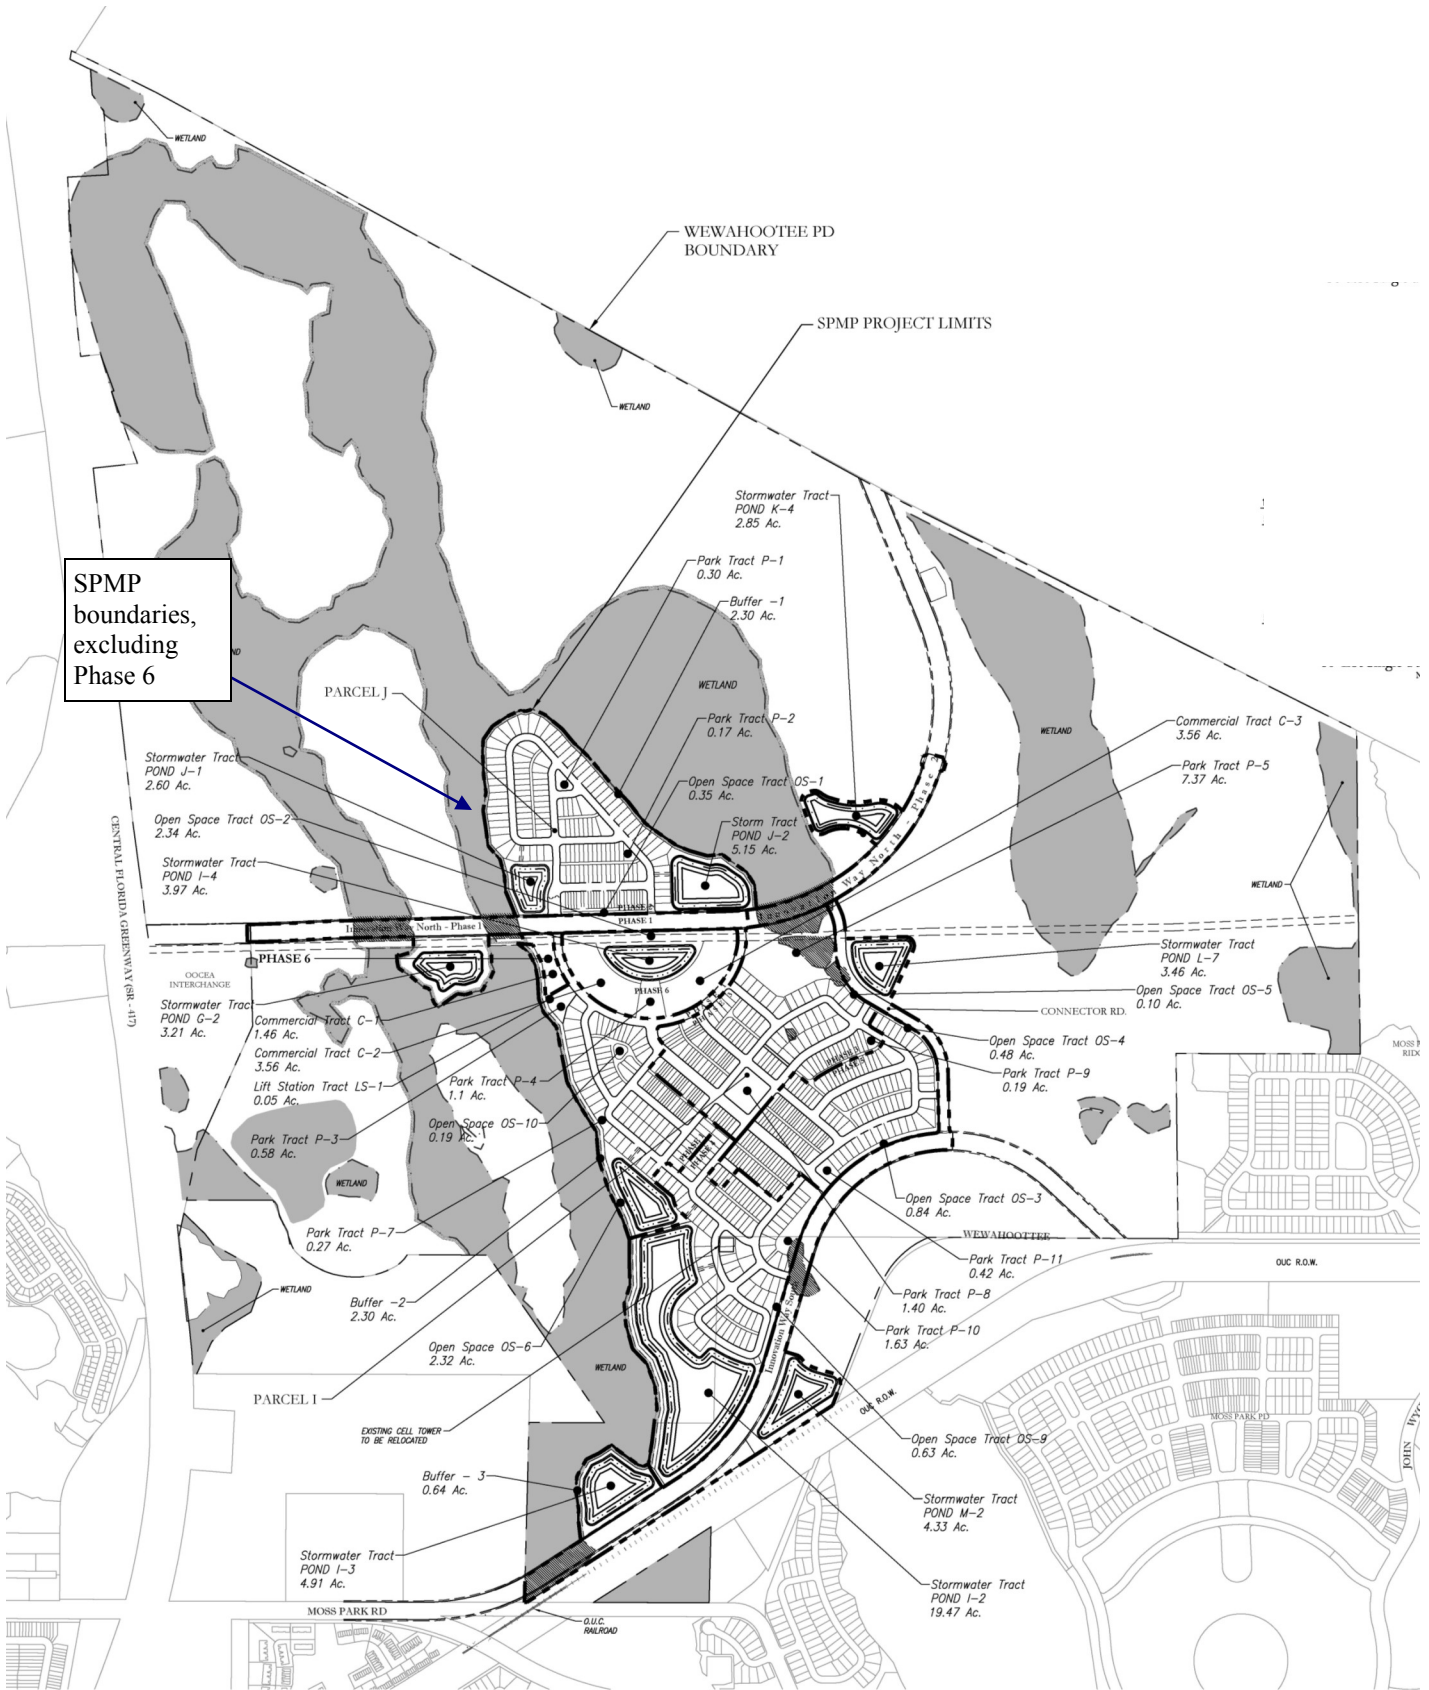 WETLAND
WEWAHOOTEE PD
BOUNDARY
SPMP PROJECT LIMITS
WETLAND
Stormwater Tract
POND K-4
2.85 Ac.
Park Tract P-1
0.30 Ac.
SPMP
boundaries,
excluding
Phase 6
Buffer -1
2.30 Ac.
WETLAND
PARCEL J
Park Tract P-2
0.17 Ac.
Commercial Tract C-3
3.56 Ac.
WETLAND
Stormwater Tract
POND J-1
2.60 Ac.
Open Space Tract OS-1
0.35 Ac.
Park Tract P-5
7.37 Ac.
Open Space Tract OS-2
2.34 Ac.
Storm Tract
POND J-2
5.15 Ac.
Innovation Way North - Phase 2
Stormwater Tract
POND I-4
3.97 Ac.
WETLAND
CENTRAL FLORIDA GREENWAY (SR - 417)
PHASE 1
Innovation Way North - Phase 1
PHASE 6
Stormwater Tract
POND L-7
3.46 Ac.
OOCEA
INTERCHANGE
PHASE 6
Open Space Tract OS-5
0.10 Ac.
Stormwater Tract
POND G-2
3.21 Ac.
CONNECTOR RD.
Commercial Tract C-1
1.46 Ac.
Open Space Tract OS-4
0.48 Ac.
Commercial Tract C-2
3.56 Ac.
Park Tract P-9
0.19 Ac.
Lift Station Tract LS-1
0.05 Ac.
Park Tract P-4
1.1 Ac.
Open Space OS-10
0.19 Ac.
Park Tract P-3
0.58 Ac.
WETLAND
Open Space Tract OS-3
0.84 Ac.
Park Tract P-7
0.27 Ac.
WEWAHOOTTEE
Park Tract P-11
0.42 Ac.
OUC R.O.W.
WETLAND
Buffer -2
2.30 Ac.
Park Tract P-8
1.40 Ac.
Park Tract P-10
1.63 Ac.
Open Space OS-6
2.32 Ac.
Innovation Way South
WETLAND
PARCEL I
OUC R.O.W.
MOSS PARK PD
EXISTING CELL TOWER
TO BE RELOCATED
Open Space Tract OS-9
0.63 Ac.
JOHN
Buffer - 3
0.64 Ac.
Stormwater Tract
POND M-2
4.33 Ac.
Stormwater Tract
POND I-3
4.91 Ac.
Stormwater Tract
POND I-2
19.47 Ac.
MOSS PARK RD
O.U.C.
RAILROAD